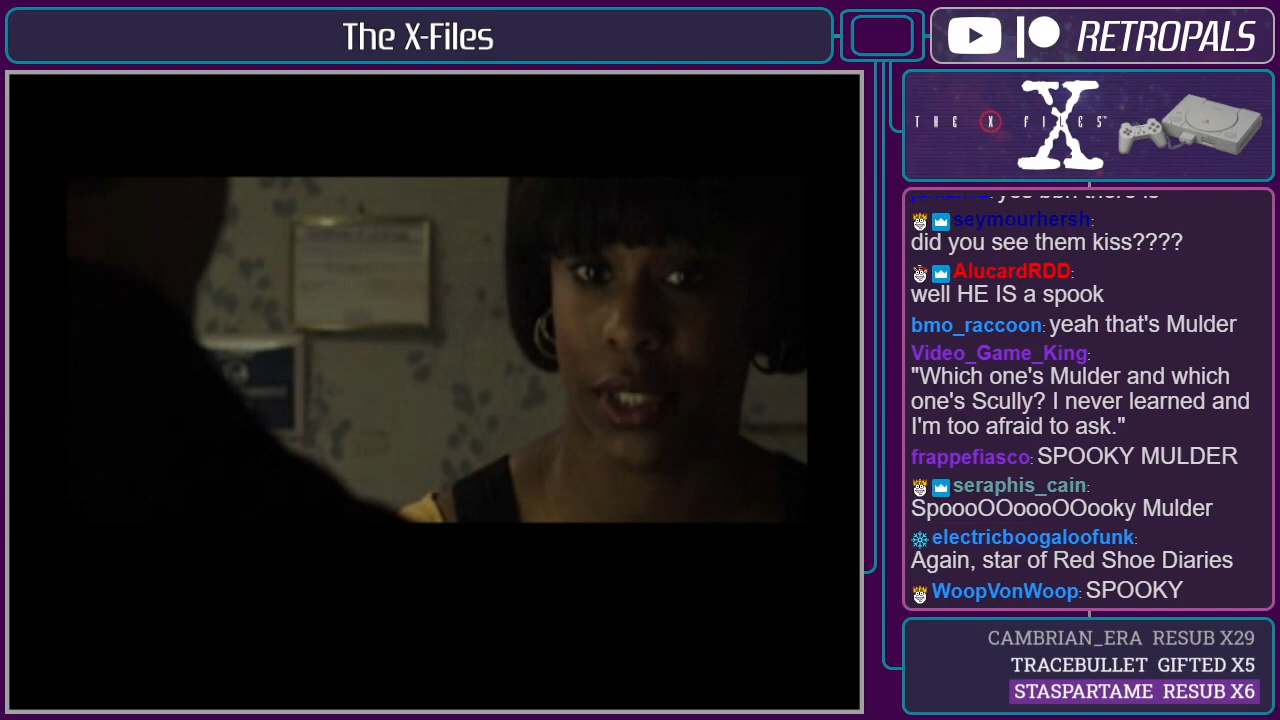 The X-Files
RETROPALS
THE X FILES
seymourhersh:
did you see them kiss????
AlucardRDD:
well HE IS a spook
bmo_raccoon: yeah that's Mulder
Video_Game_King:
"Which one's Mulder and which
one's Scully? I never learned and
I'm too afraid to ask."
frappefiasco: SPOOKY MULDER
seraphis_cain:
SpoooOOoooOOooky Mulder
electricboogaloofunk:
Again, star of Red Shoe Diaries
WoopVonWoop: SPOOKY
CAMBRIAN_ERA RESUB X29
TRACEBULLET GIFTED X5
STASPARTAME RESUB X6